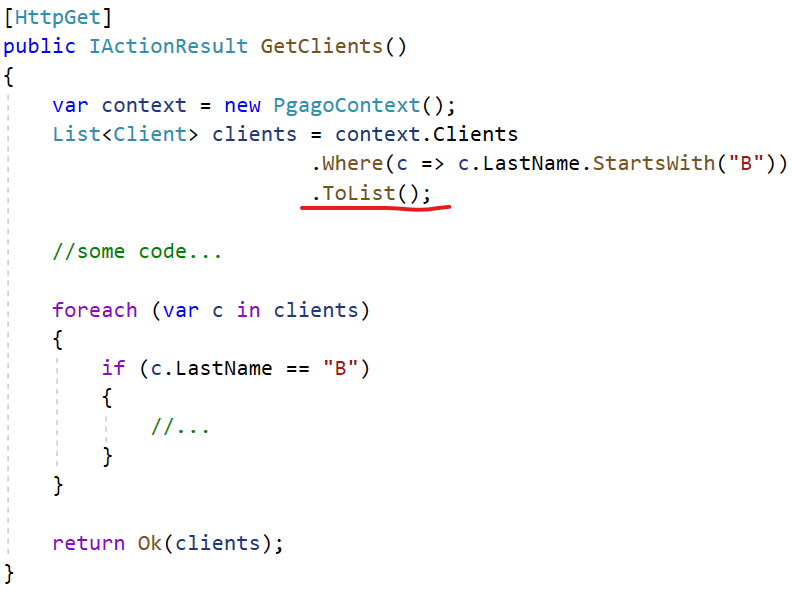 [HttpGet]
public IActionResult GetClients()
{
var context = new PgagoContext();
List<Client> clients = context.Clients
.Where(c => c.LastName.StartsWith("B"))
.ToList();
//some code...
foreach (var c in clients)
{
if (c.LastName == "B")
{
//...
}
}
return Ok(clients);
}